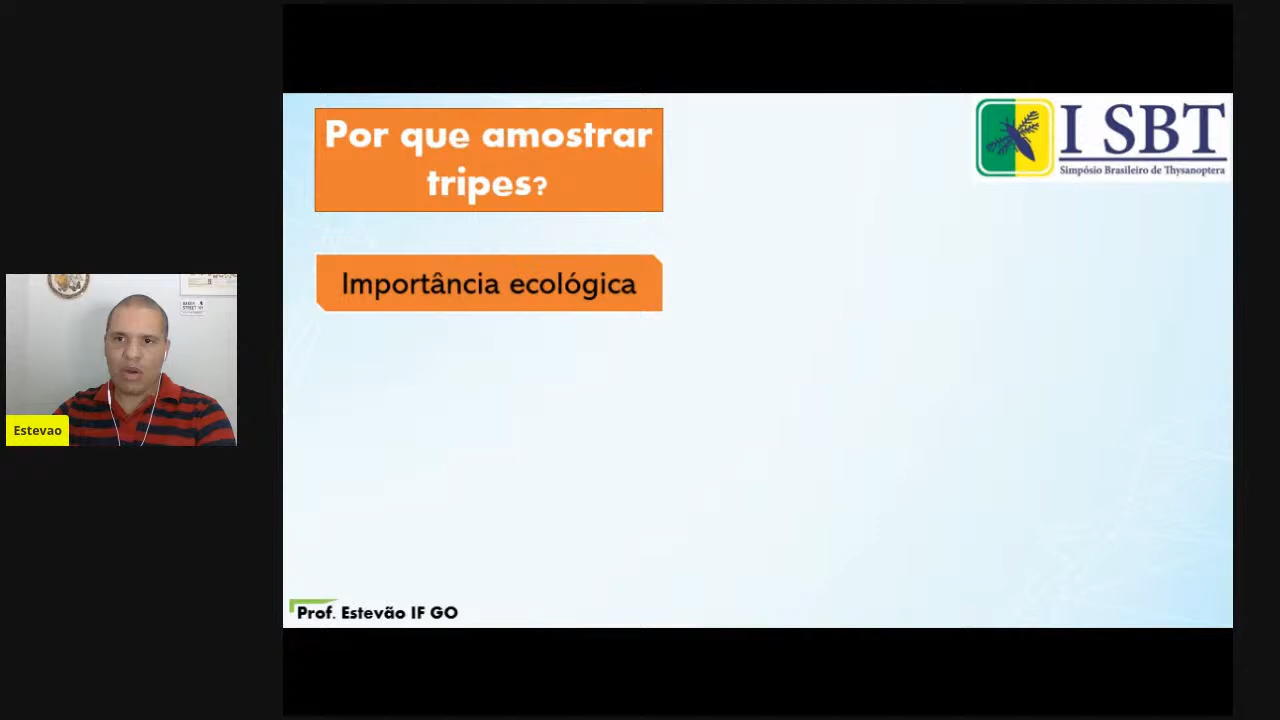 Por que amostrar
tripes?
I SBT
Simpósio Brasileiro de Thysanoptera
Importância ecológica
Estevao
Prof. Estevão IF GO